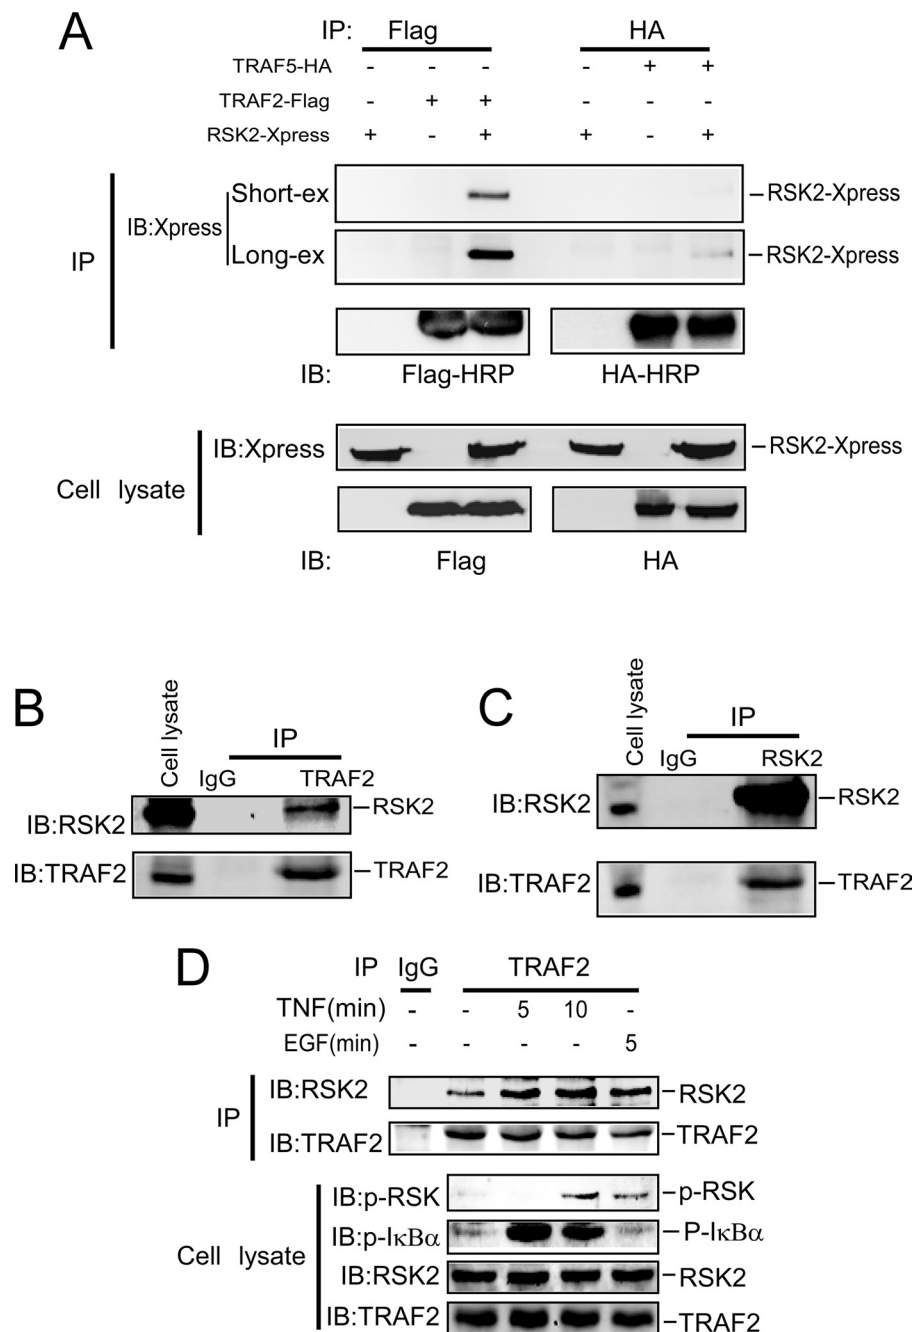 A
IP: Flag HA
TRAF5-HA - - - - + +
TRAF2-Flag - + + - - -
RSK2-Xpress + - + + - +
Short-ex RSK2-Xpress
IB:Xpress
IP
Long-ex RSK2-Xpress
IB: Flag-HRP HA-HRP
IB:Xpress RSK2-Xpress
Cell lysate
IB: Flag HA
B
Cell lysate
IP
IgG TRAF2
IB:RSK2 RSK2
IB:TRAF2 TRAF2
C
Cell lysate
IP
IgG RSK2
IB:RSK2 RSK2
IB:TRAF2 TRAF2
D
IP IgG TRAF2
TNF(min) - - 5 10 -
EGF(min) - - - - 5
IP
IB:RSK2 RSK2
IB:TRAF2 TRAF2
Cell lysate
IB:p-RSK p-RSK
IB:p-IκBα P-IκBα
IB:RSK2 RSK2
IB:TRAF2 TRAF2